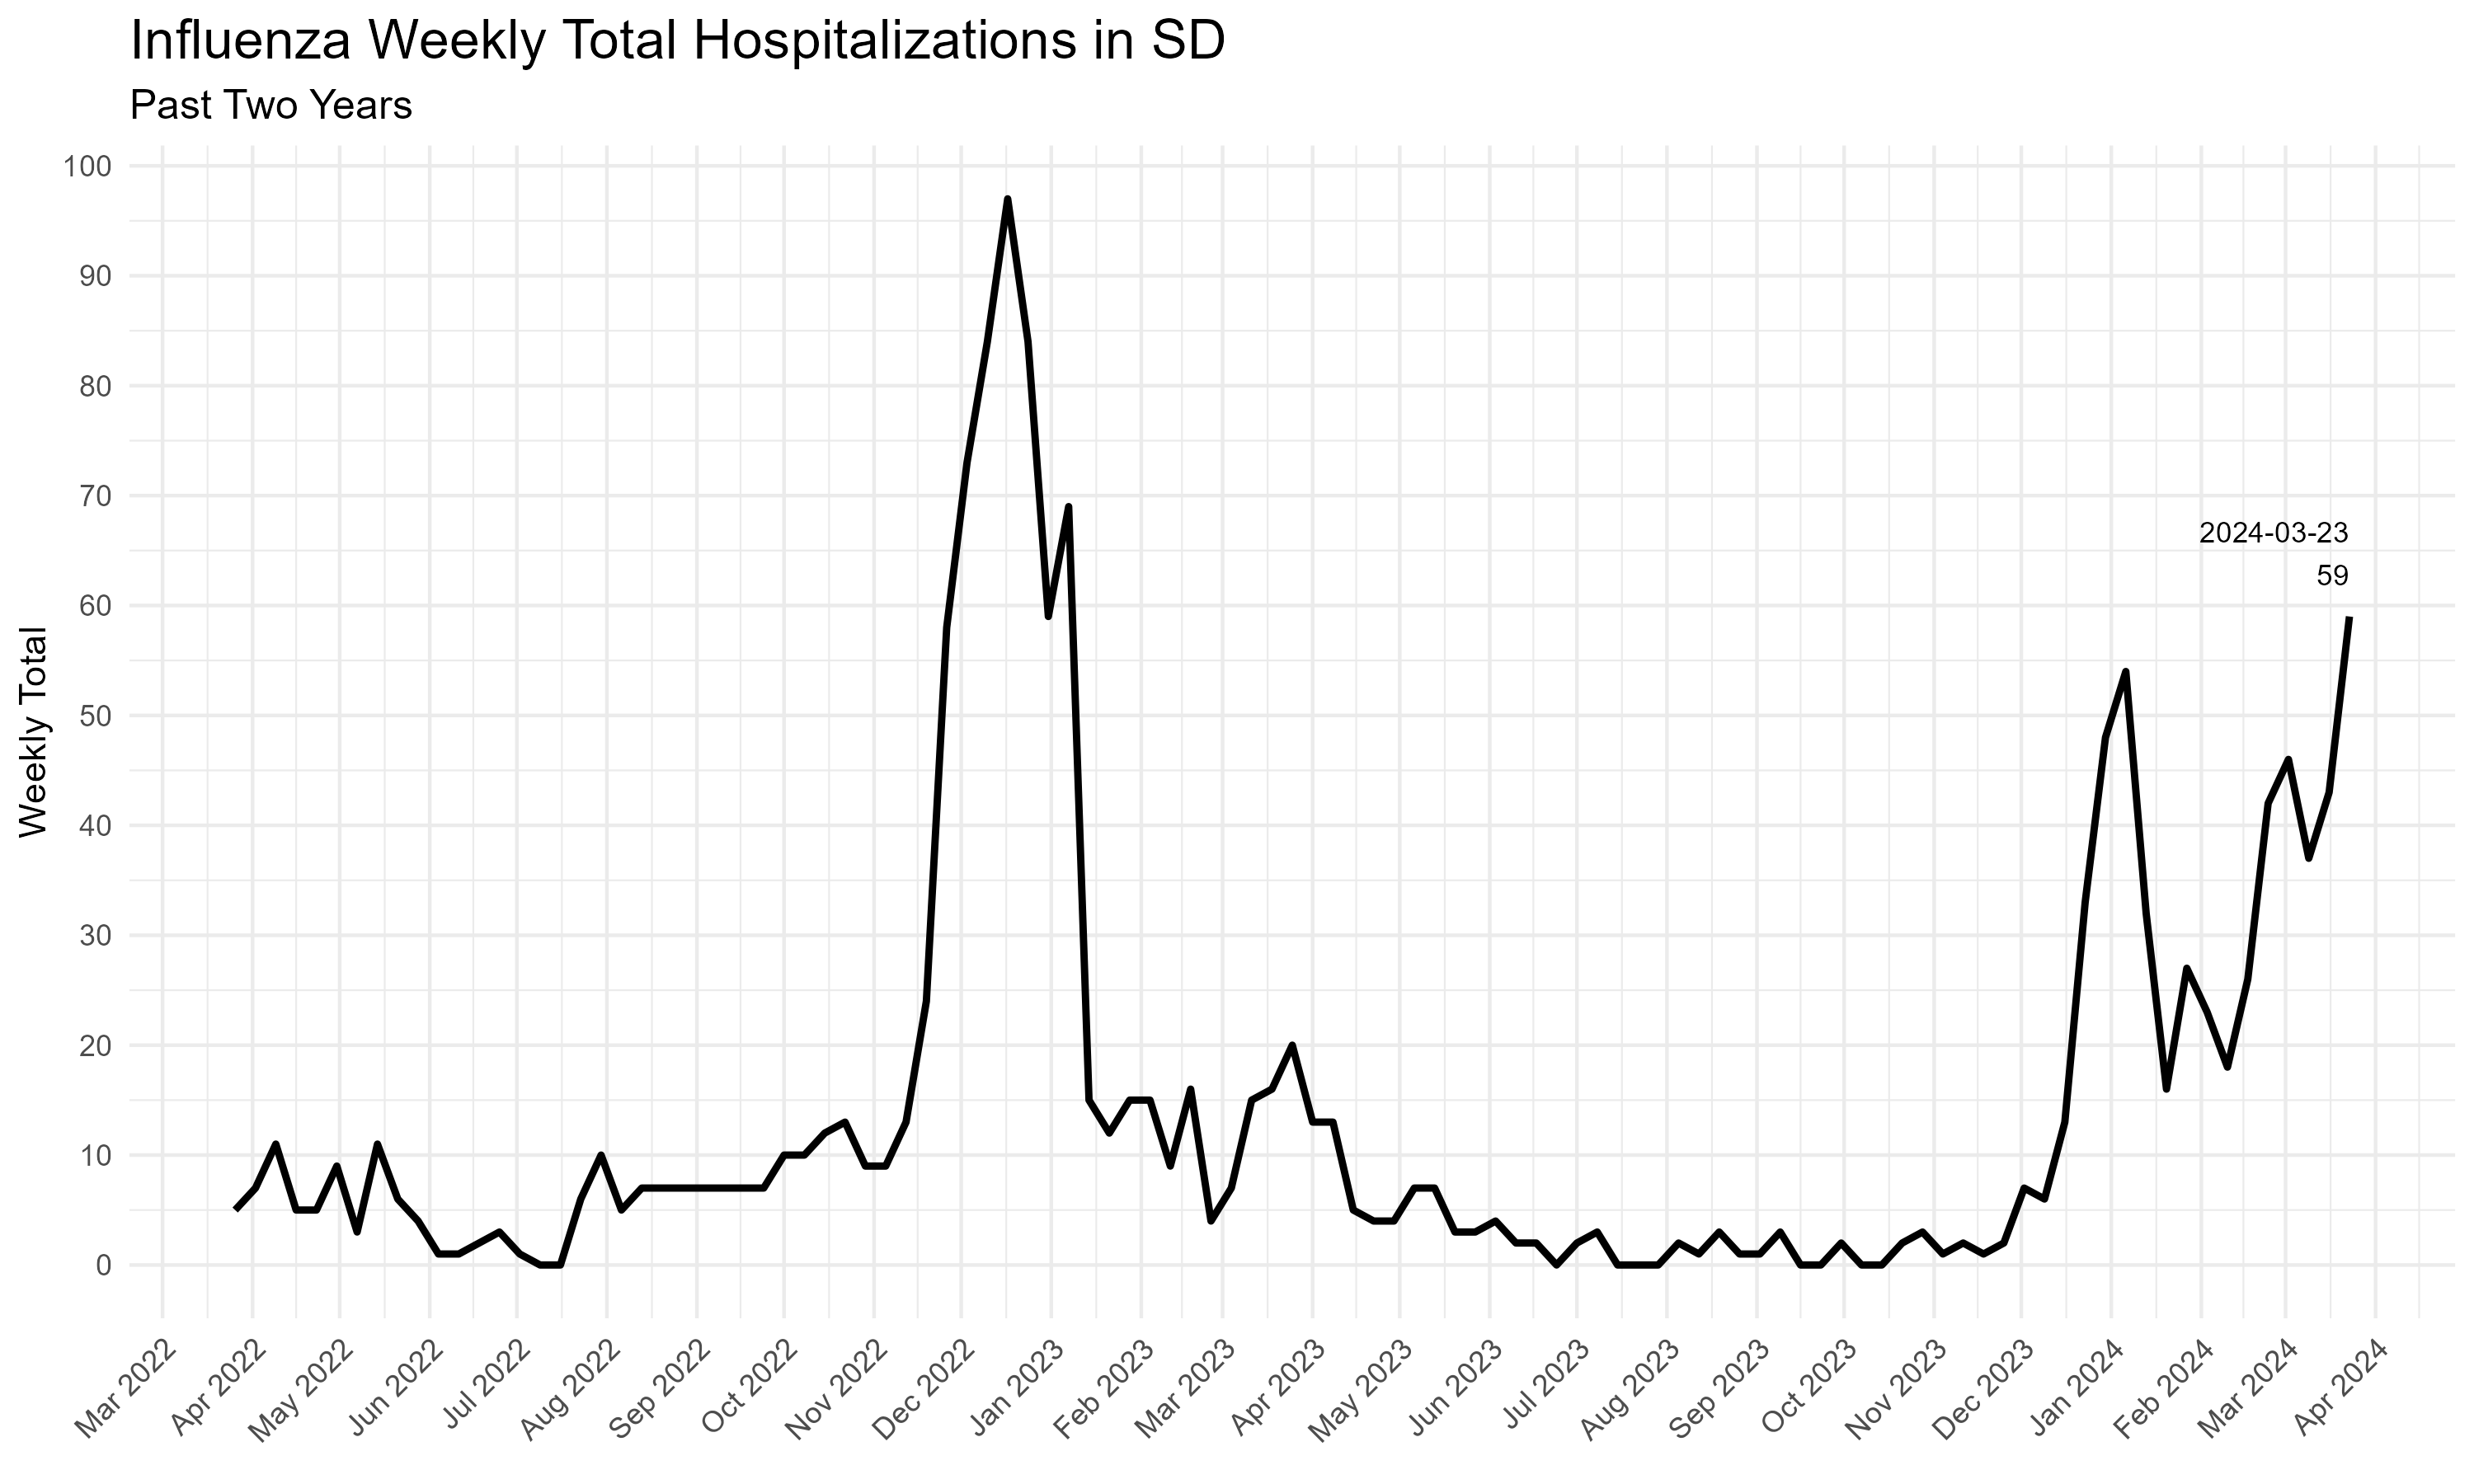 Influenza Weekly Total Hospitalizations in SD
Past Two Years
100
90
80
70
60
50
40
30
20
10
0
Weekly Total
2024-03-23
59
Mar 2022
Apr 2022
May 2022
Jun 2022
Jul 2022
Aug 2022
Sep 2022
Oct 2022
Nov 2022
Dec 2022
Jan 2023
Feb 2023
Mar 2023
Apr 2023
May 2023
Jun 2023
Jul 2023
Aug 2023
Sep 2023
Oct 2023
Nov 2023
Dec 2023
Jan 2024
Feb 2024
Mar 2024
Apr 2024